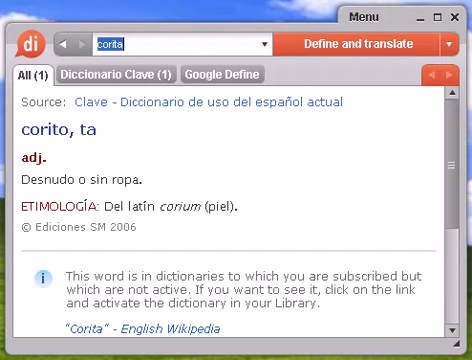 Menu
di
corita
Define and translate
All (1)
Diccionario Clave (1)
Google Define
Source: Clave - Diccionario de uso del español actual
corito, ta
adj.
Desnudo o sin ropa.
ETIMOLOGÍA: Del latín corium (piel).
© Ediciones SM 2006
i
This word is in dictionaries to which you are subscribed but
which are not active. If you want to see it, click on the link
and activate the dictionary in your Library.
"Corita" - English Wikipedia